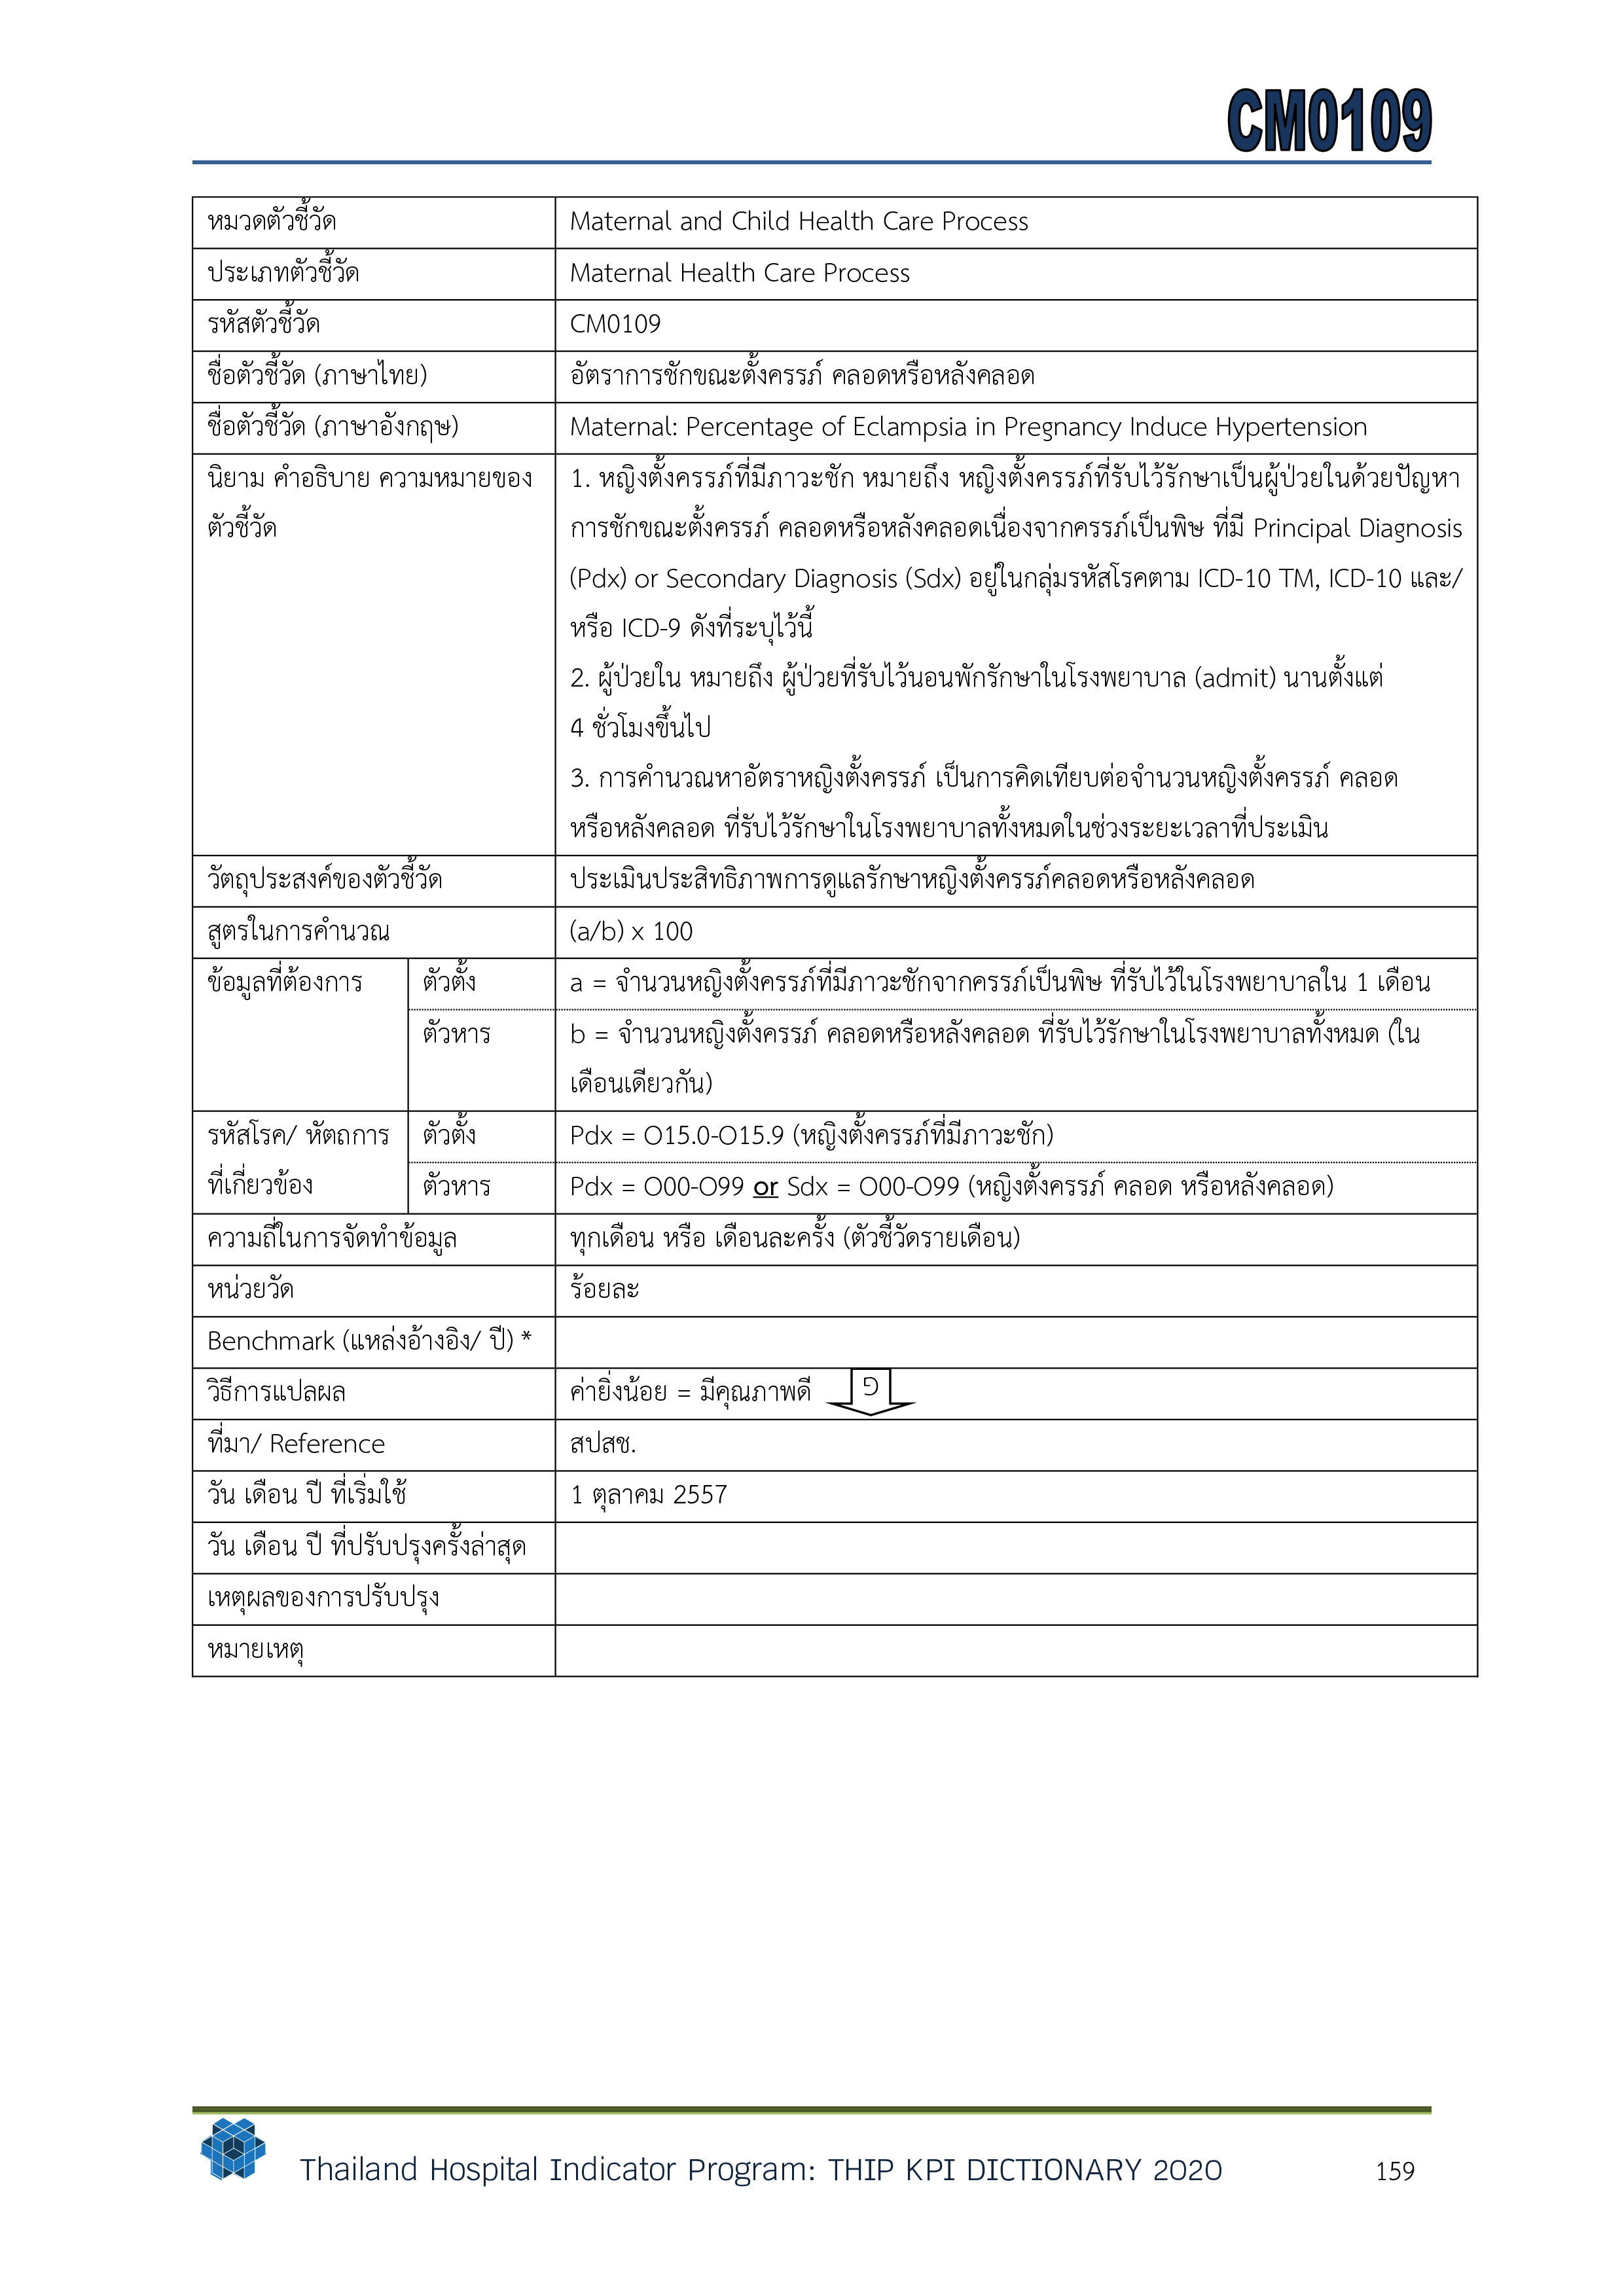 CM0109
หมวดตัวชี้วัด
Maternal and Child Health Care Process
ประเภทตัวชี้วัด
Maternal Health Care Process
รหัสตัวชี้วัด
CM0109
ชื่อตัวชี้วัด (ภาษาไทย)
อัตราการชักขณะตั้งครรภ์ คลอดหรือหลังคลอด
ชื่อตัวชี้วัด (ภาษาอังกฤษ)
Maternal: Percentage of Eclampsia in Pregnancy Induce Hypertension
นิยาม คำอธิบาย ความหมายของ
ตัวชี้วัด
1. หญิงตั้งครรภ์ที่มีภาวะชัก หมายถึง หญิงตั้งครรภ์ที่รับไว้รักษาเป็นผู้ป่วยในด้วยปัญหา
การชักขณะตั้งครรภ์ คลอดหรือหลังคลอดเนื่องจากครรภ์เป็นพิษ ที่มี Principal Diagnosis
(Pdx) or Secondary Diagnosis (Sdx) อยู่ในกลุ่มรหัสโรคตาม ICD-10 TM, ICD-10 และ/
หรือ ICD-9 ดังที่ระบุไว้นี้
2. ผู้ป่วยใน หมายถึง ผู้ป่วยที่รับไว้นอนพักรักษาในโรงพยาบาล (admit) นานตั้งแต่
4 ชั่วโมงขึ้นไป
3. การคำนวณหาอัตราหญิงตั้งครรภ์ เป็นการคิดเทียบต่อจำนวนหญิงตั้งครรภ์ คลอด
หรือหลังคลอด ที่รับไว้รักษาในโรงพยาบาลทั้งหมดในช่วงระยะเวลาที่ประเมิน
วัตถุประสงค์ของตัวชี้วัด
ประเมินประสิทธิภาพการดูแลรักษาหญิงตั้งครรภ์คลอดหรือหลังคลอด
สูตรในการคำนวณ
(a/b) x 100
ข้อมูลที่ต้องการ
ตัวตั้ง
a = จำนวนหญิงตั้งครรภ์ที่มีภาวะชักจากครรภ์เป็นพิษ ที่รับไว้ในโรงพยาบาลใน 1 เดือน
ตัวหาร
b = จำนวนหญิงตั้งครรภ์ คลอดหรือหลังคลอด ที่รับไว้รักษาในโรงพยาบาลทั้งหมด (ใน
เดือนเดียวกัน)
รหัสโรค/ หัตถการ
ที่เกี่ยวข้อง
ตัวตั้ง
Pdx = O15.0-O15.9 (หญิงตั้งครรภ์ที่มีภาวะชัก)
ตัวหาร
Pdx = O00-O99 or Sdx = O00-O99 (หญิงตั้งครรภ์ คลอด หรือหลังคลอด)
ความถี่ในการจัดทำข้อมูล
ทุกเดือน หรือ เดือนละครั้ง (ตัวชี้วัดรายเดือน)
หน่วยวัด
ร้อยละ
Benchmark (แหล่งอ้างอิง/ ปี) *
วิธีการแปลผล
ค่ายิ่งน้อย = มีคุณภาพดี
ที่มา/ Reference
สปสช.
วัน เดือน ปี ที่เริ่มใช้
1 ตุลาคม 2557
วัน เดือน ปี ที่ปรับปรุงครั้งล่าสุด
เหตุผลของการปรับปรุง
หมายเหตุ
Thailand Hospital Indicator Program: THIP KPI DICTIONARY 2020
159